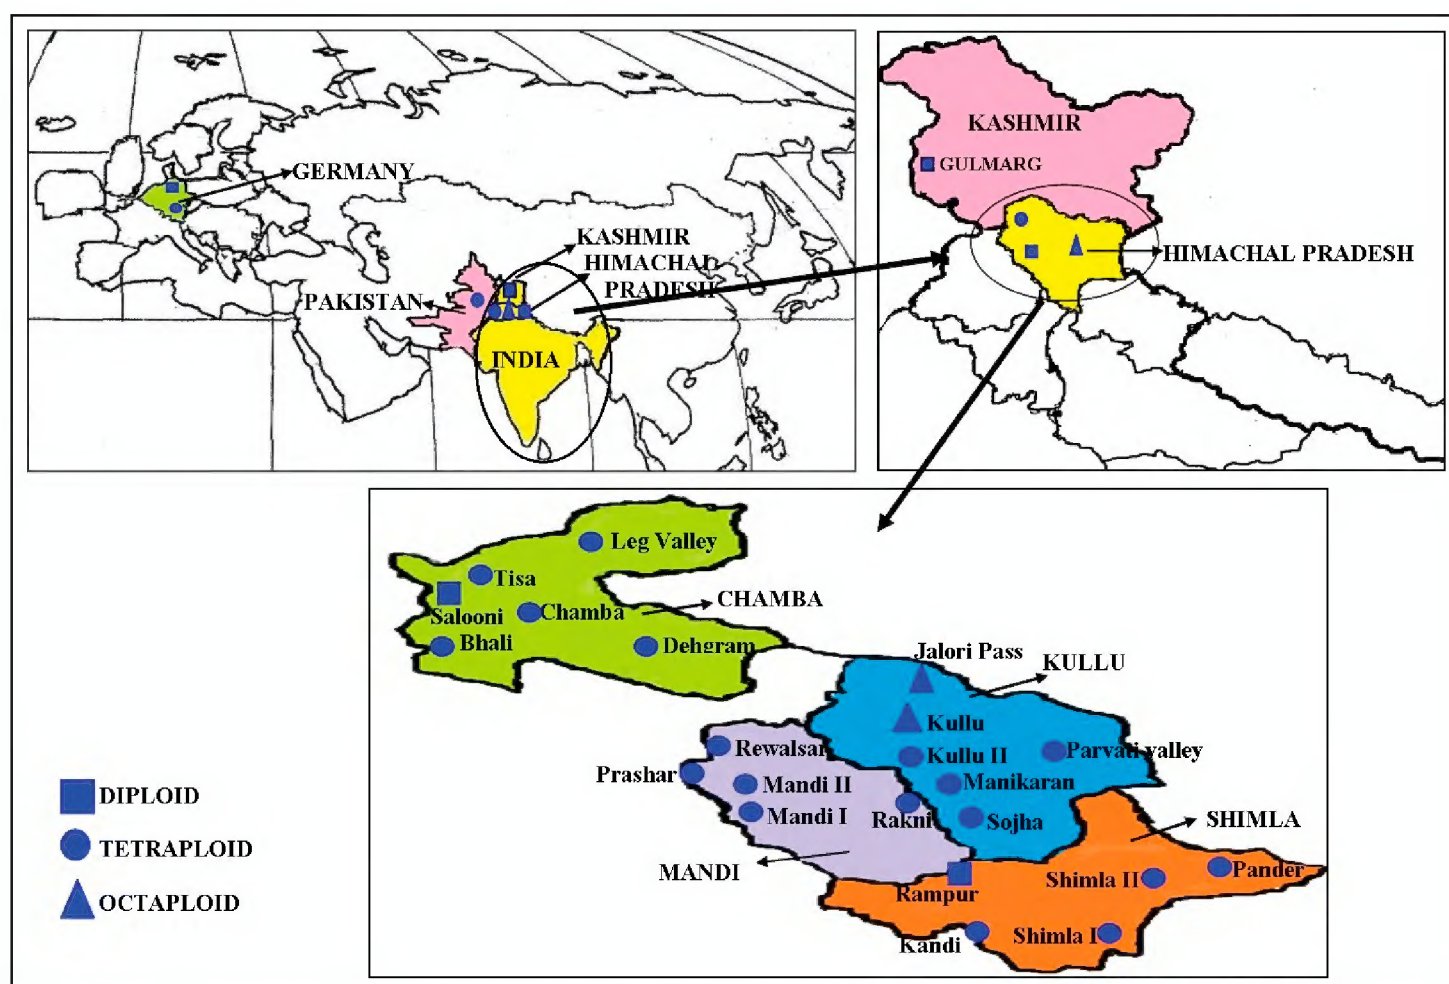 GERMANY
KASHMIR
HIMACHAL
PRADESH
PAKISTAN
INDIA
KASHMIR
GULMARG
HIMACHAL PRADESH
Leg Valley
Tisa
Salooni
Chamba
CHAMBA
Bhali
Dehgram
Jalori Pass
KULLU
Kullu
Rewalsar
Kullu II
Parvati valley
Prashar
Mandi II
Manikaran
Mandi I
Rakni
Sojha
SHIMLA
MANDI
Rampur
Shimla II
Pander
Kandi
Shimla I
DIPLOID
TETRAPLOID
OCTAPLOID